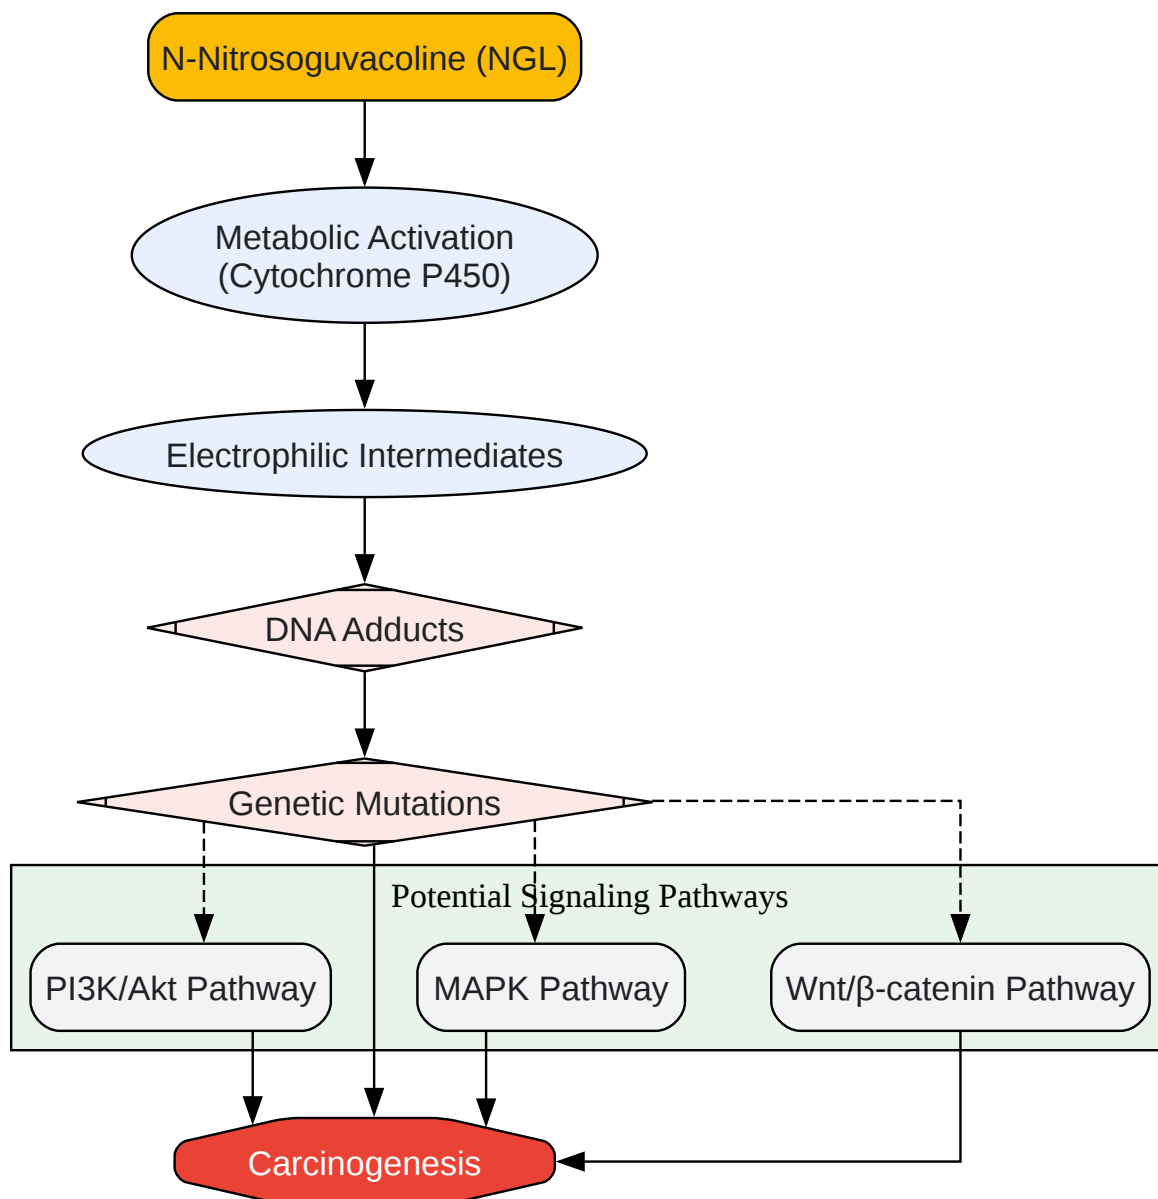 N-Nitrosoguvacoline (NGL)
Metabolic Activation
(Cytochrome P450)
Electrophilic Intermediates
DNA Adducts
Genetic Mutations
Potential Signaling Pathways
PI3K/Akt Pathway
MAPK Pathway
Wnt/β-catenin Pathway
Carcinogenesis